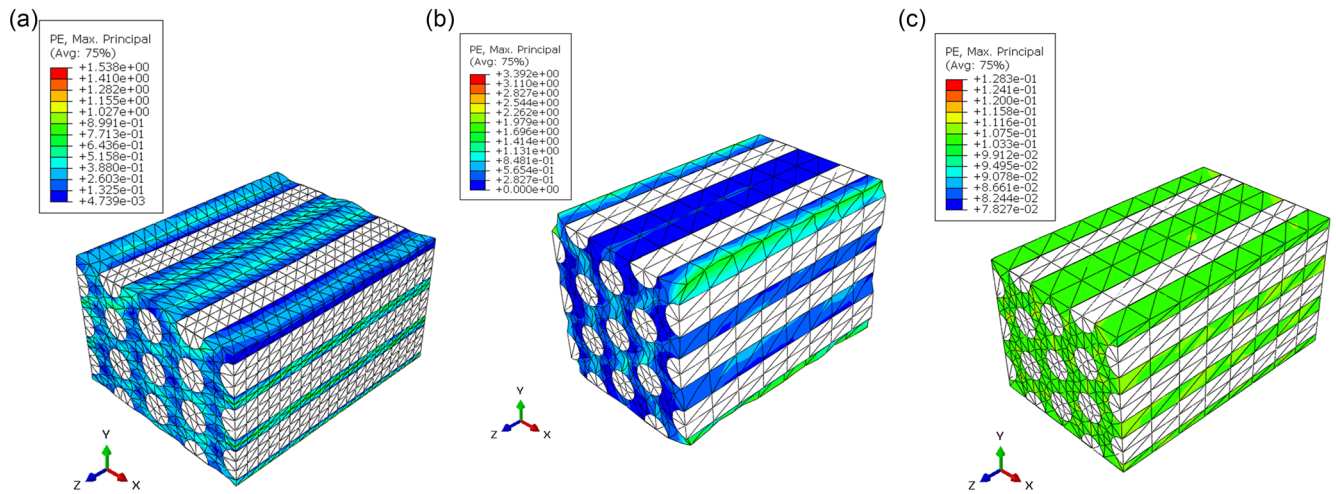 (a)
PE, Max. Principal
(Avg: 75%)
+1.538e+00
+1.410e+00
+1.282e+00
+1.155e+00
+1.027e+00
+8.991e-01
+7.713e-01
+6.436e-01
+5.158e-01
+3.880e-01
+2.603e-01
+1.325e-01
+4.739e-03
Y
Z
X
(b)
PE, Max. Principal
(Avg: 75%)
+3.392e+00
+3.110e+00
+2.827e+00
+2.544e+00
+2.262e+00
+1.979e+00
+1.696e+00
+1.414e+00
+1.131e+00
+8.481e-01
+5.654e-01
+2.827e-01
+0.000e+00
Y
Z
X
(c)
PE, Max. Principal
(Avg: 75%)
+1.283e-01
+1.241e-01
+1.200e-01
+1.158e-01
+1.116e-01
+1.075e-01
+1.033e-01
+9.912e-02
+9.495e-02
+9.078e-02
+8.661e-02
+8.244e-02
+7.827e-02
Y
Z
X